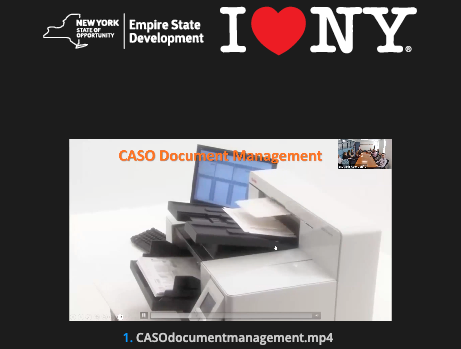 NEW YORK
STATE OF
OPPORTUNITY
Empire State
Development
I NY®
CASO Document Management
1. CASOdocumentmanagement.mp4